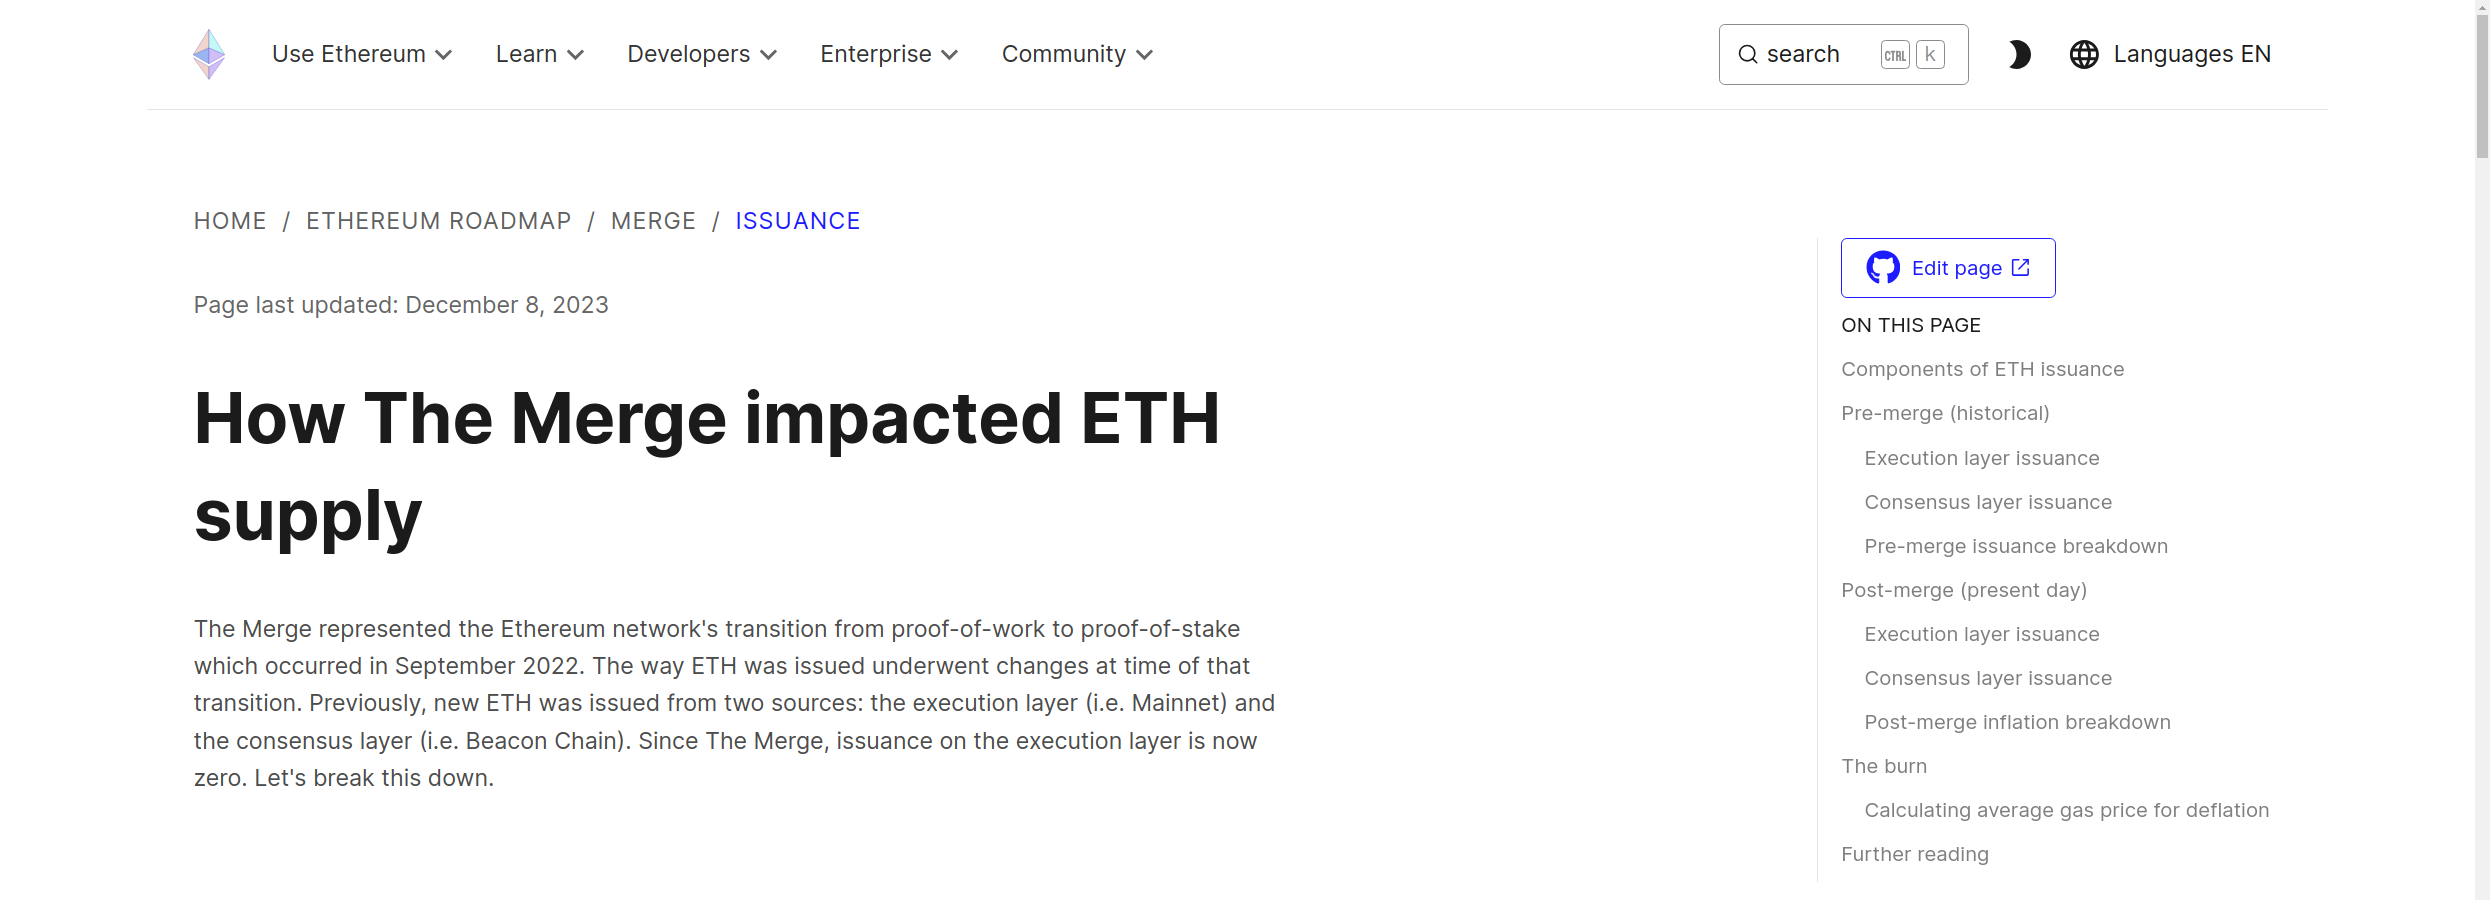 Use Ethereum Learn Developers Enterprise Community search CTRL k Languages EN
HOME / ETHEREUM ROADMAP / MERGE / ISSUANCE
Page last updated: December 8, 2023
How The Merge impacted ETH
supply
The Merge represented the Ethereum network's transition from proof-of-work to proof-of-stake
which occurred in September 2022. The way ETH was issued underwent changes at time of that
transition. Previously, new ETH was issued from two sources: the execution layer (i.e. Mainnet) and
the consensus layer (i.e. Beacon Chain). Since The Merge, issuance on the execution layer is now
zero. Let's break this down.
Edit page
ON THIS PAGE
Components of ETH issuance
Pre-merge (historical)
Execution layer issuance
Consensus layer issuance
Pre-merge issuance breakdown
Post-merge (present day)
Execution layer issuance
Consensus layer issuance
Post-merge inflation breakdown
The burn
Calculating average gas price for deflation
Further reading